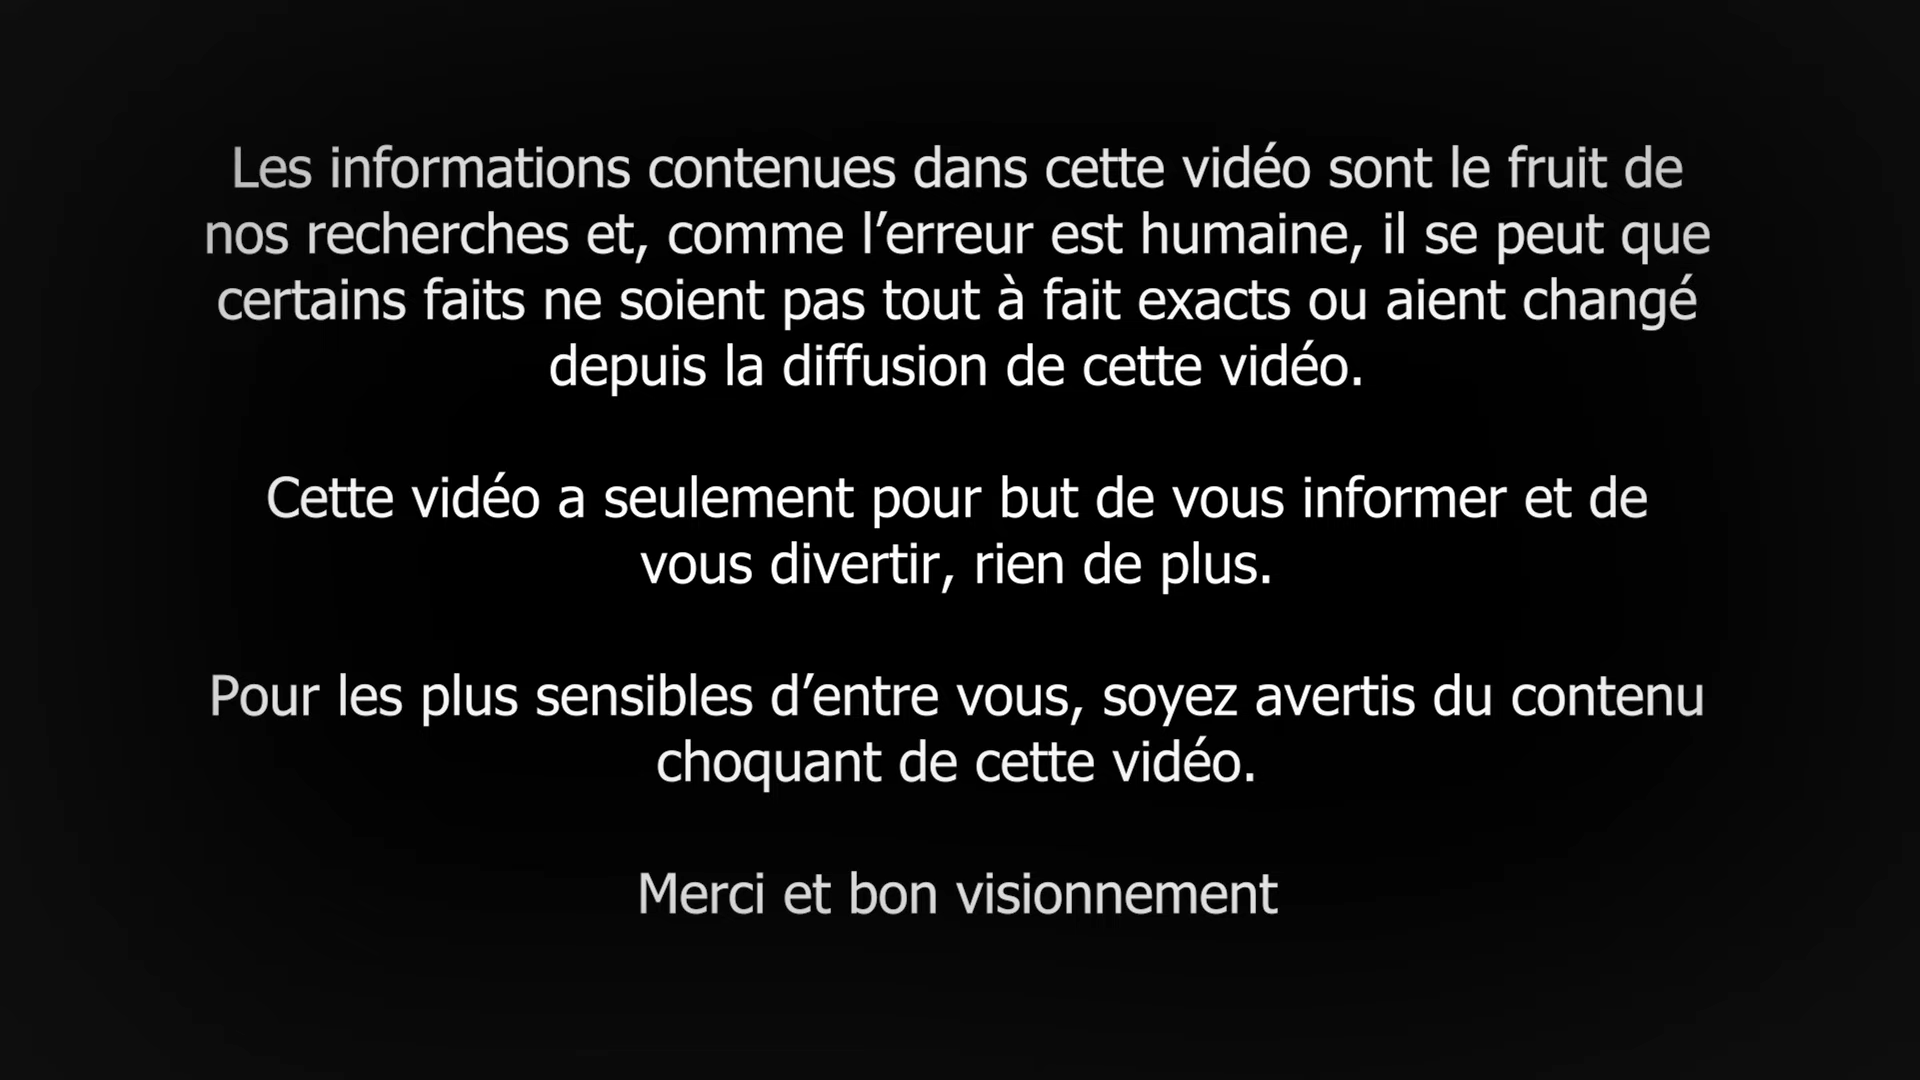 Les informations contenues dans cette vidéo sont le fruit de
nos recherches et, comme l’erreur est humaine, il se peut que
certains faits ne soient pas tout à fait exacts ou aient changé
depuis la diffusion de cette vidéo.
Cette vidéo a seulement pour but de vous informer et de
vous divertir, rien de plus.
Pour les plus sensibles d’entre vous, soyez avertis du contenu
choquant de cette vidéo.
Merci et bon visionnement